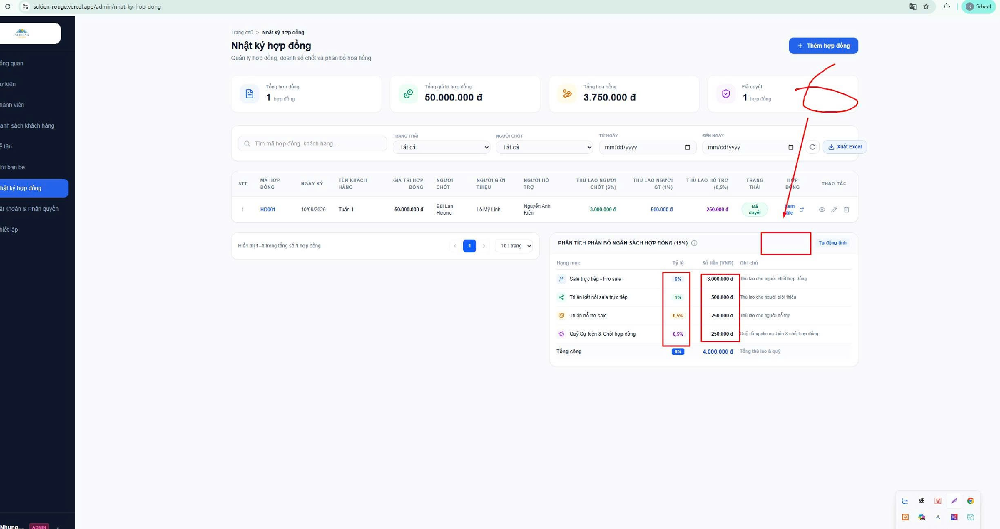 sukien-rouge.vercel.app/admin/nhat-ky-hop-dong
School
ổng quan
ự kiện
hành viên
anh sách khách hàng
ễ tân
lời bạn bè
hật ký hợp đồng
ài khoản & Phân quyền
hiết lập
Nhung...
ADMIN
Trang chủ > Nhật ký hợp đồng
Nhật ký hợp đồng
Quản lý hợp đồng, doanh số chốt và phân bổ hoa hồng
+ Thêm hợp đồng
Tổng hợp đồng
1 hợp đồng
Tổng giá trị hợp đồng
50.000.000 đ
Tổng hoa hồng
3.750.000 đ
Đã duyệt
1 hợp đồng
Tìm mã hợp đồng, khách hàng...
TRẠNG THÁI
Tất cả
NGƯỜI CHỐT
Tất cả
TỪ NGÀY
mm/dd/yyyy
ĐẾN NGÀY
mm/dd/yyyy
Xuất Excel
STT
MÃ HỢP ĐỒNG
NGÀY KÝ
TÊN KHÁCH HÀNG
GIÁ TRỊ HỢP ĐỒNG
NGƯỜI CHỐT
NGƯỜI GIỚI THIỆU
NGƯỜI HỖ TRỢ
THÙ LAO NGƯỜI CHỐT (6%)
THÙ LAO NGƯỜI GT (1%)
THÙ LAO HỖ TRỢ (0,5%)
TRẠNG THÁI
HỢP ĐỒNG
THAO TÁC
1
HD001
10/09/2026
Tuấn 1
50.000.000 đ
Bùi Lan Hương
Lê Mỹ Linh
Nguyễn Anh Kiện
3.000.000 đ
500.000 đ
250.000 đ
Đã duyệt
Xem file
Hiển thị 1–1 trong tổng số 1 hợp đồng
1
10 / trang
PHÂN TÍCH PHÂN BỔ NGÂN SÁCH HỢP ĐỒNG (15%)
Tự động tính
Hạng mục Tỷ lệ Số tiền (VNĐ) Ghi chú
Sale trực tiếp - Pro sale 6% 3.000.000 đ Thù lao cho người chốt hợp đồng
Tri ân kết nối sale trực tiếp 1% 500.000 đ Thù lao cho người giới thiệu
Tri ân hỗ trợ sale 0,5% 250.000 đ Thù lao cho người hỗ trợ
Quỹ Sự kiện & Chốt hợp đồng 0,5% 250.000 đ Quỹ dùng cho sự kiện & chốt hợp đồng
Tổng cộng 8% 4.000.000 đ Tổng thù lao & quỹ